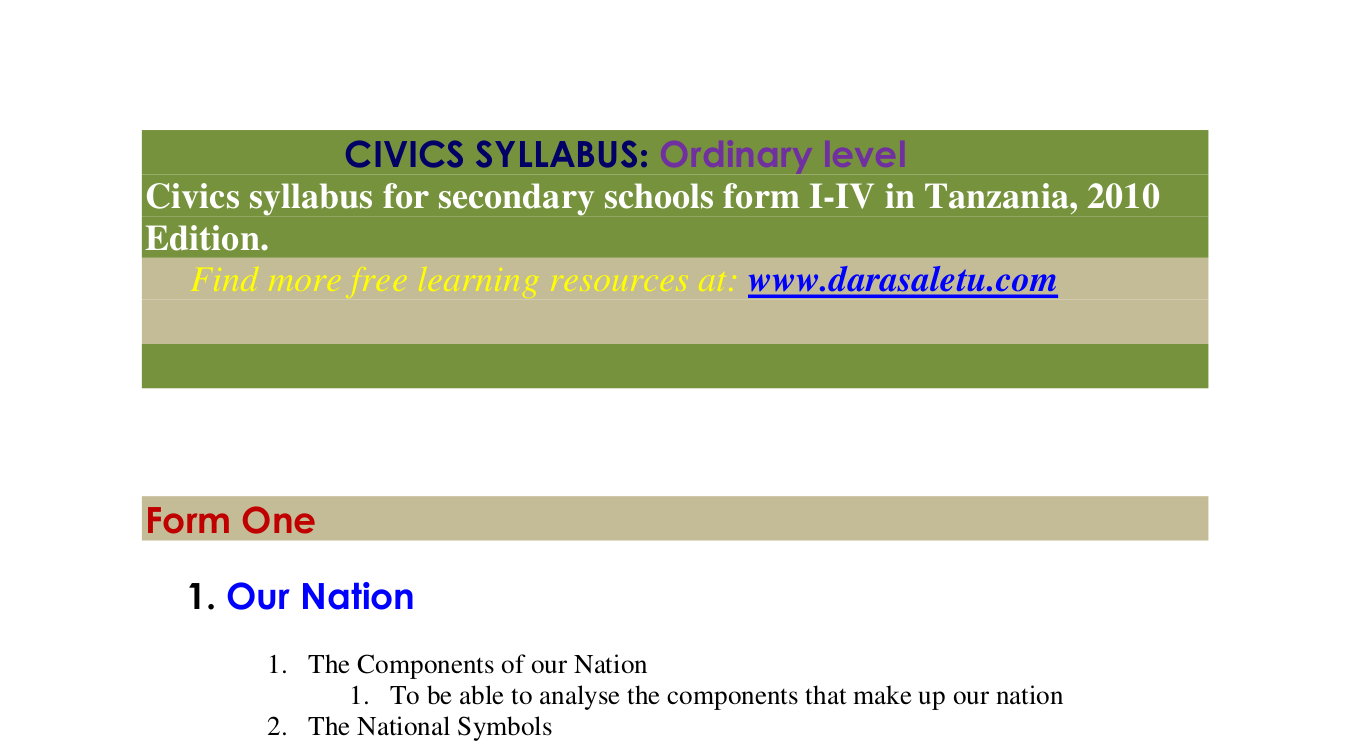 CIVICS SYLLABUS: Ordinary level
Civics syllabus for secondary schools form I-IV in Tanzania, 2010
Edition.
Find more free learning resources at: www.darasaletu.com
Form One
1. Our Nation
1. The Components of our Nation
1. To be able to analyse the components that make up our nation
2. The National Symbols